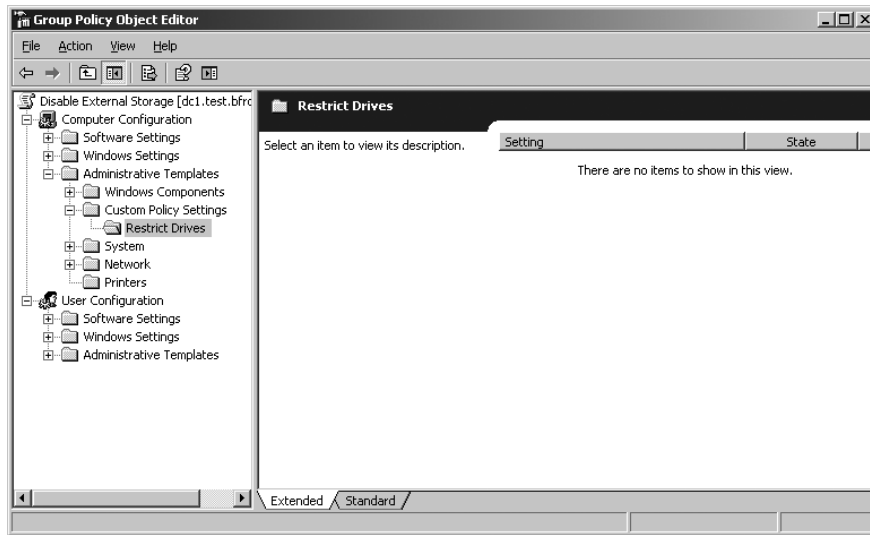 Group Policy Object Editor
File Action View Help
Disable External Storage [dc1.test.bfrc
Computer Configuration
Software Settings
Windows Settings
Administrative Templates
Windows Components
Custom Policy Settings
Restrict Drives
System
Network
Printers
User Configuration
Software Settings
Windows Settings
Administrative Templates
Restrict Drives
Select an item to view its description.
Setting State
There are no items to show in this view.
Extended Standard